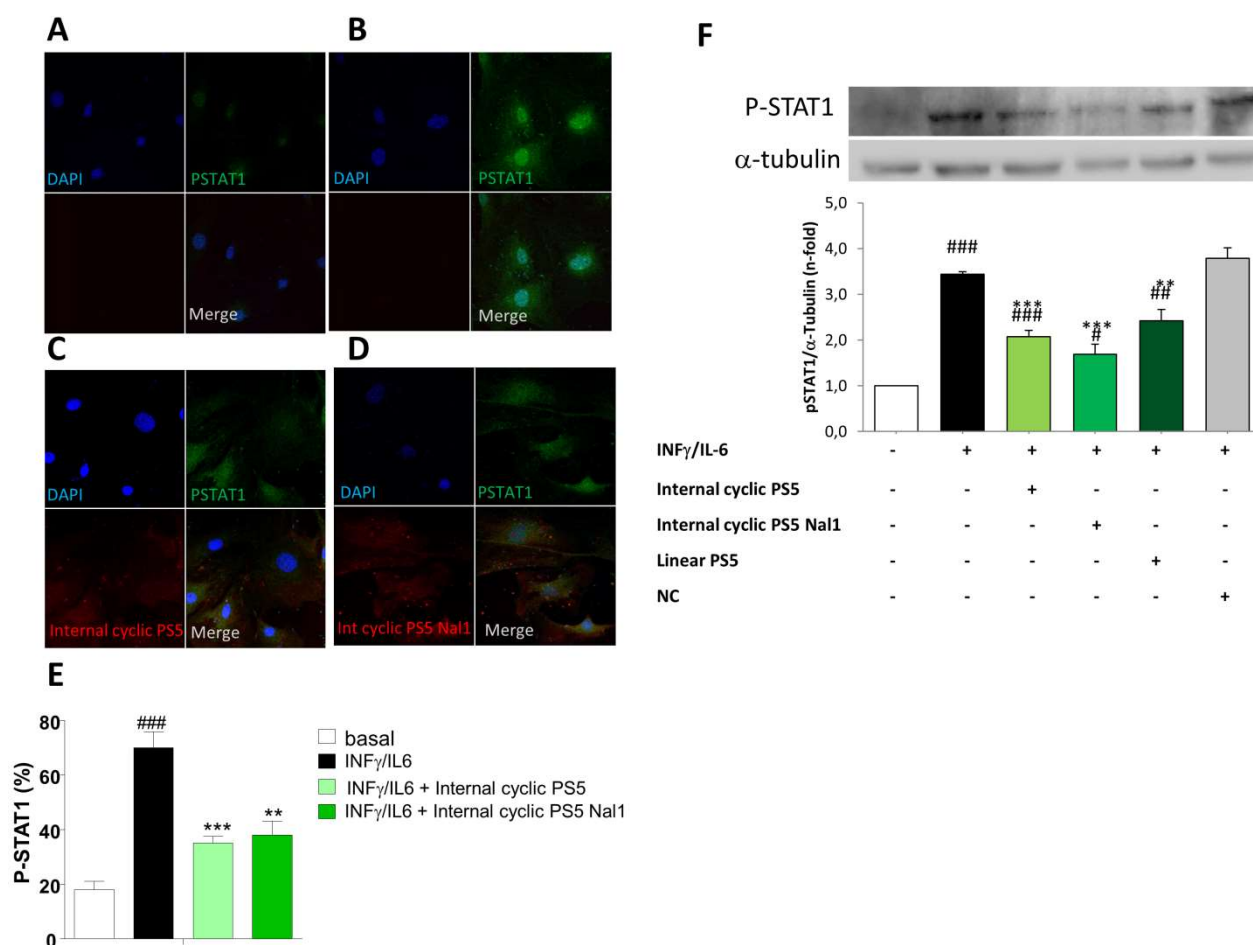 A
B
DAPI
PSTAT1
DAPI
PSTAT1
Merge
Merge
C
D
PSTAT1
DAPI
PSTAT1
Internal cyclic PS5
Merge
Int cyclic PS5 Nal1
Merge
E
P-STAT1 (%)
80
60
40
20
0
###
***
**
basal
INFγ/IL6
INFγ/IL6 + Internal cyclic PS5
INFγ/IL6 + Internal cyclic PS5 Nal1
F
P-STAT1
α-tubulin
pSTAT1/α-Tubulin (n-fold)
5,0
4,0
3,0
2,0
1,0
0,0
###
***
###
***
#
**
##
INFγ/IL-6 - + + + + +
Internal cyclic PS5 - - + - - -
Internal cyclic PS5 Nal1 - - - + - -
Linear PS5 - - - - + -
NC - - - - - +